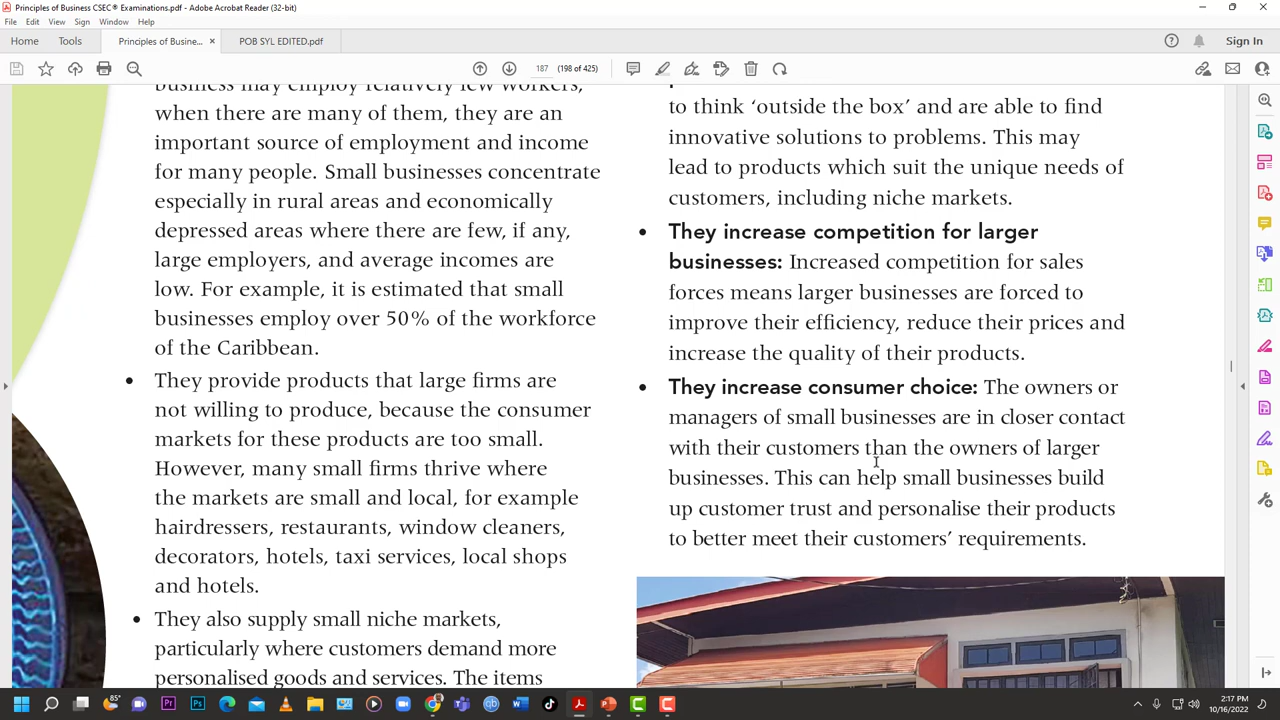 Principles of Business CSEC® Examinations.pdf - Adobe Acrobat Reader (32-bit)
File Edit View Sign Window Help
Home Tools Principles of Busine... × POB SYL EDITED.pdf Sign In
187 (198 of 425)
business may employ relatively few workers,
when there are many of them, they are an
important source of employment and income
for many people. Small businesses concentrate
especially in rural areas and economically
depressed areas where there are few, if any,
large employers, and average incomes are
low. For example, it is estimated that small
businesses employ over 50% of the workforce
of the Caribbean.
• They provide products that large firms are
not willing to produce, because the consumer
markets for these products are too small.
However, many small firms thrive where
the markets are small and local, for example
hairdressers, restaurants, window cleaners,
decorators, hotels, taxi services, local shops
and hotels.
• They also supply small niche markets,
particularly where customers demand more
personalised goods and services. The items
to think ‘outside the box’ and are able to find
innovative solutions to problems. This may
lead to products which suit the unique needs of
customers, including niche markets.
• They increase competition for larger
businesses: Increased competition for sales
forces means larger businesses are forced to
improve their efficiency, reduce their prices and
increase the quality of their products.
• They increase consumer choice: The owners or
managers of small businesses are in closer contact
with their customers than the owners of larger
businesses. This can help small businesses build
up customer trust and personalise their products
to better meet their customers’ requirements.
85°
2:17 PM
10/16/2022